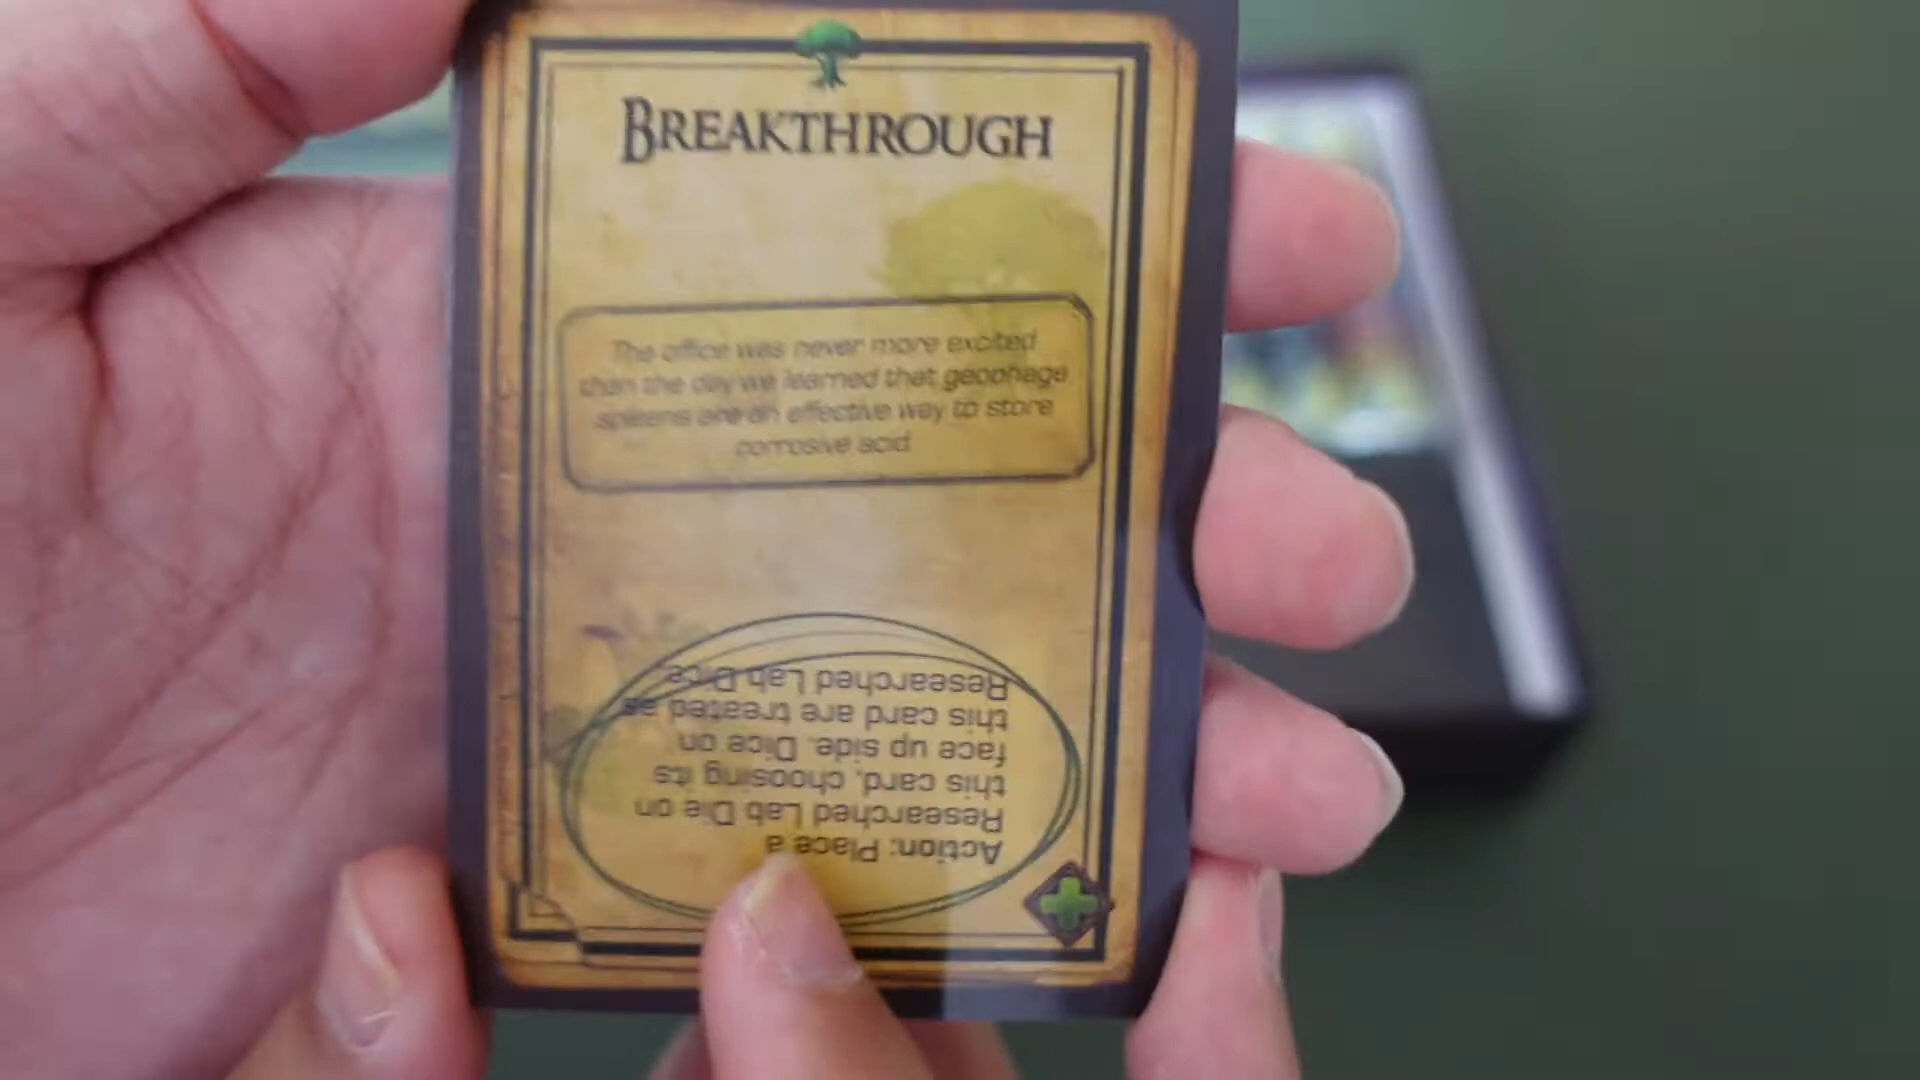 BREAKTHROUGH
The office was never more excited
than the day we learned that geophage
spleens are an effective way to store
corrosive acid
Action: Place a
Researched Lab Die on
this card, choosing its
face up side. Dice on
this card are treated as
Researched Lab Dice